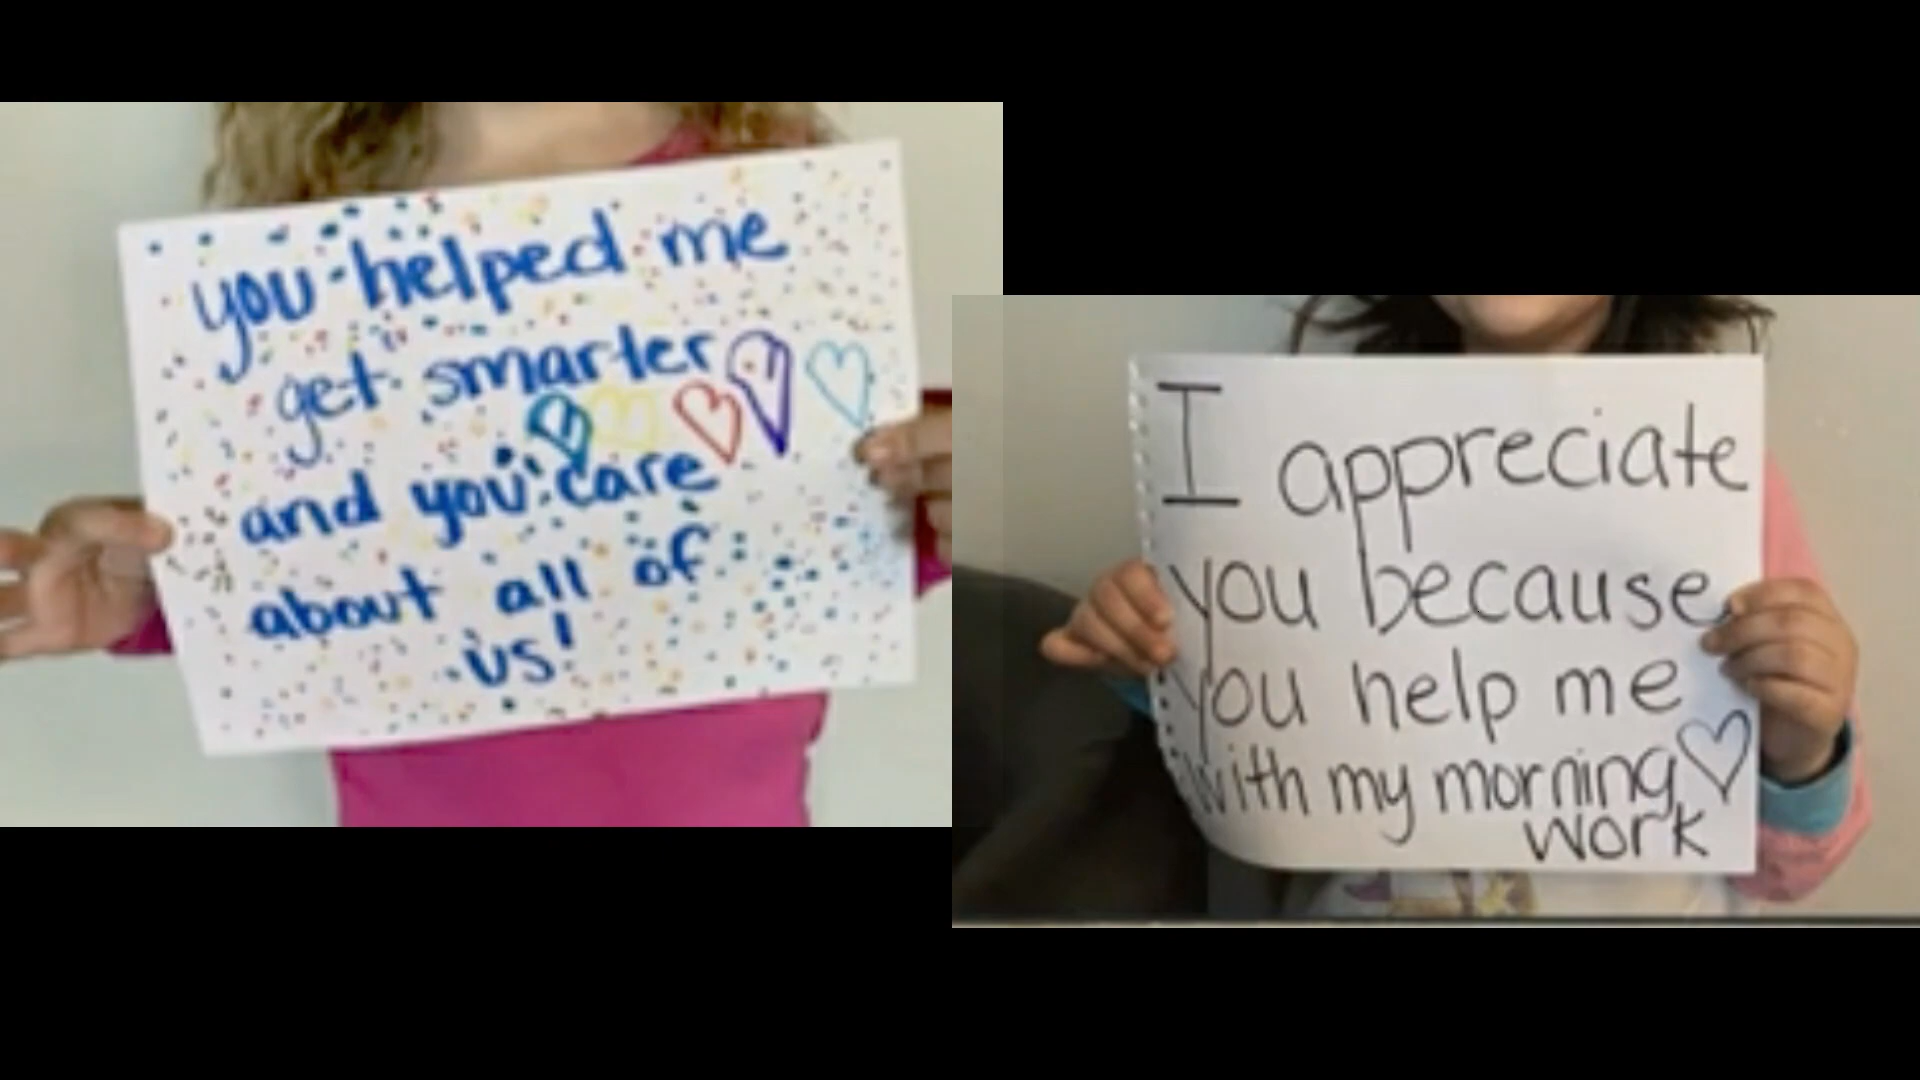 you helped me
get smarter
and you care
about all of
us!
I appreciate
you because
you help me
with my morning
work